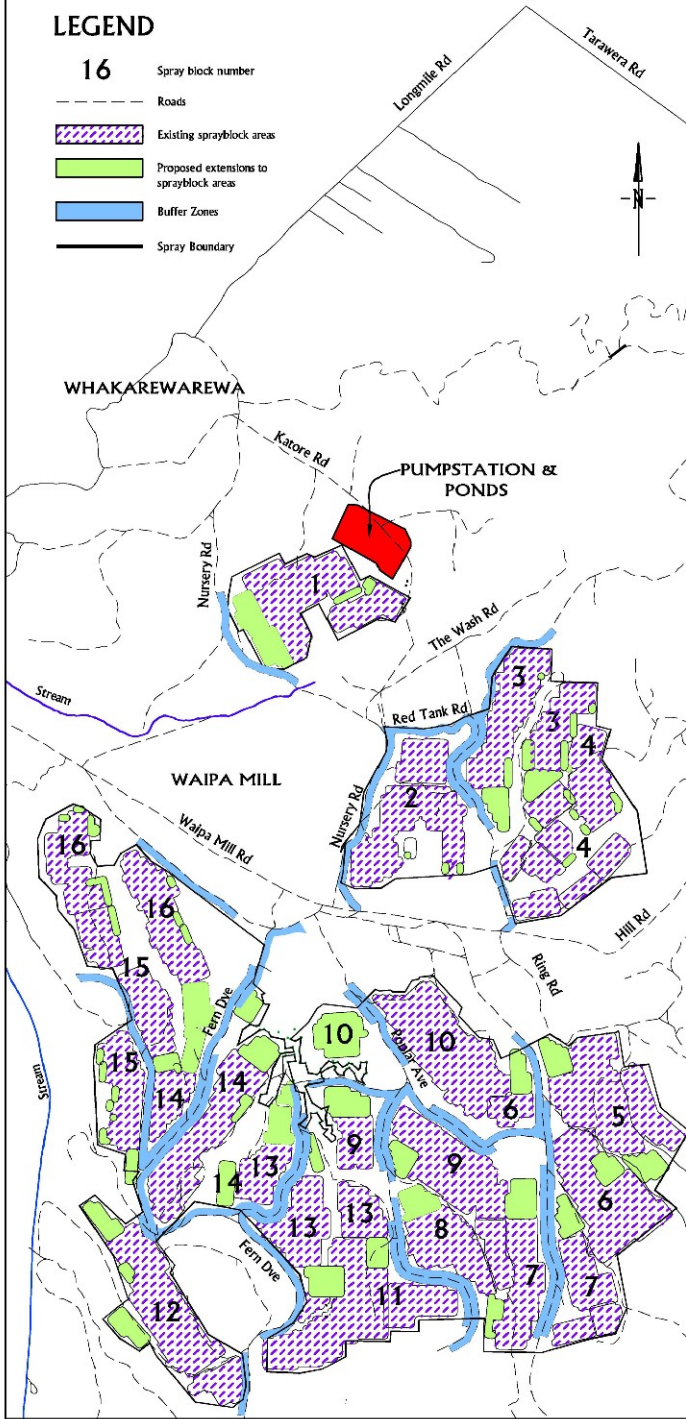 LEGEND
16 Spray block number
Roads
Existing sprayblock areas
Proposed extensions to
sprayblock areas
Buffer Zones
Spray Boundary
Longmile Rd
Tarawera Rd
N
WHAKAREWAREWA
Katore Rd
PUMPSTATION &
PONDS
Nursery Rd
1
The Wash Rd
Stream
Red Tank Rd
3
3
4
WAIPA MILL
Nursery Rd
2
Waipa Mill Rd
4
16
16
Hill Rd
Ring Rd
15
Fern Dve
10
Poplar Ave
10
15
14
14
6
5
Stream
9
9
13
14
6
13
13
8
Fern Dve
7
7
12
11